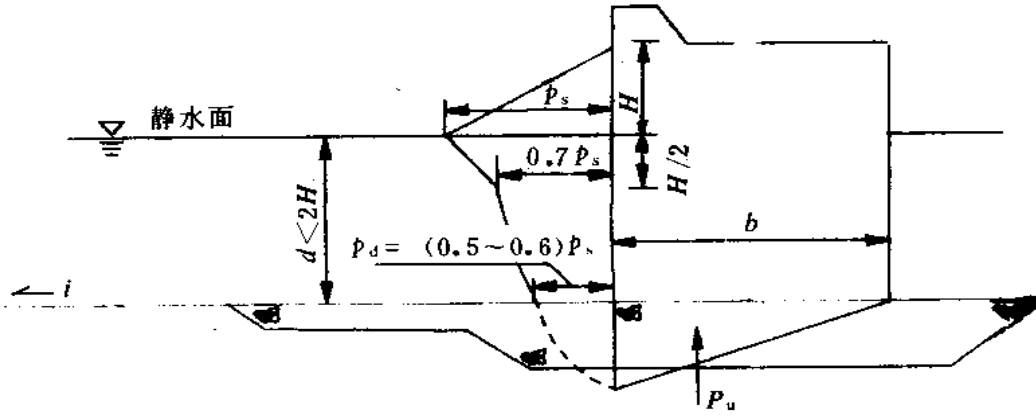 静水面
p_s
H
0.7p_s
H/2
d<2H
b
p_d= (0.5~0.6)p_s
i
P_u